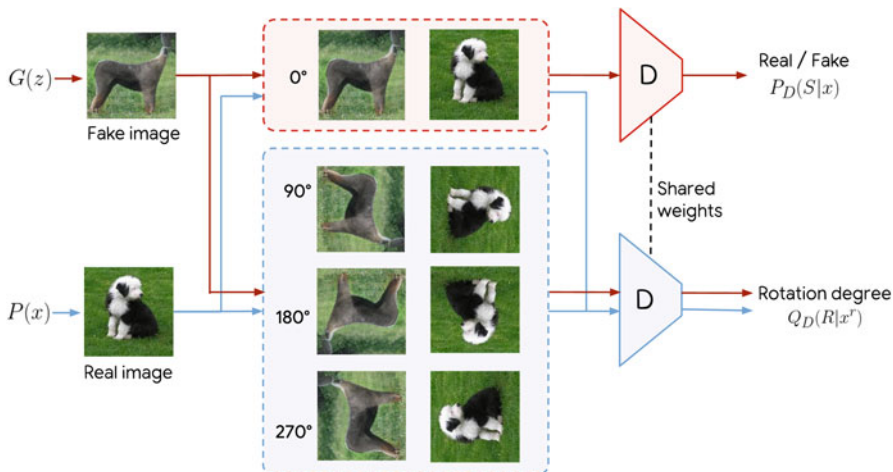 G(z)
Fake image
0°
D
Real / Fake
P_D(S|x)
90°
Shared
weights
P(x)
Real image
180°
D
Rotation degree
Q_D(R|x^r)
270°